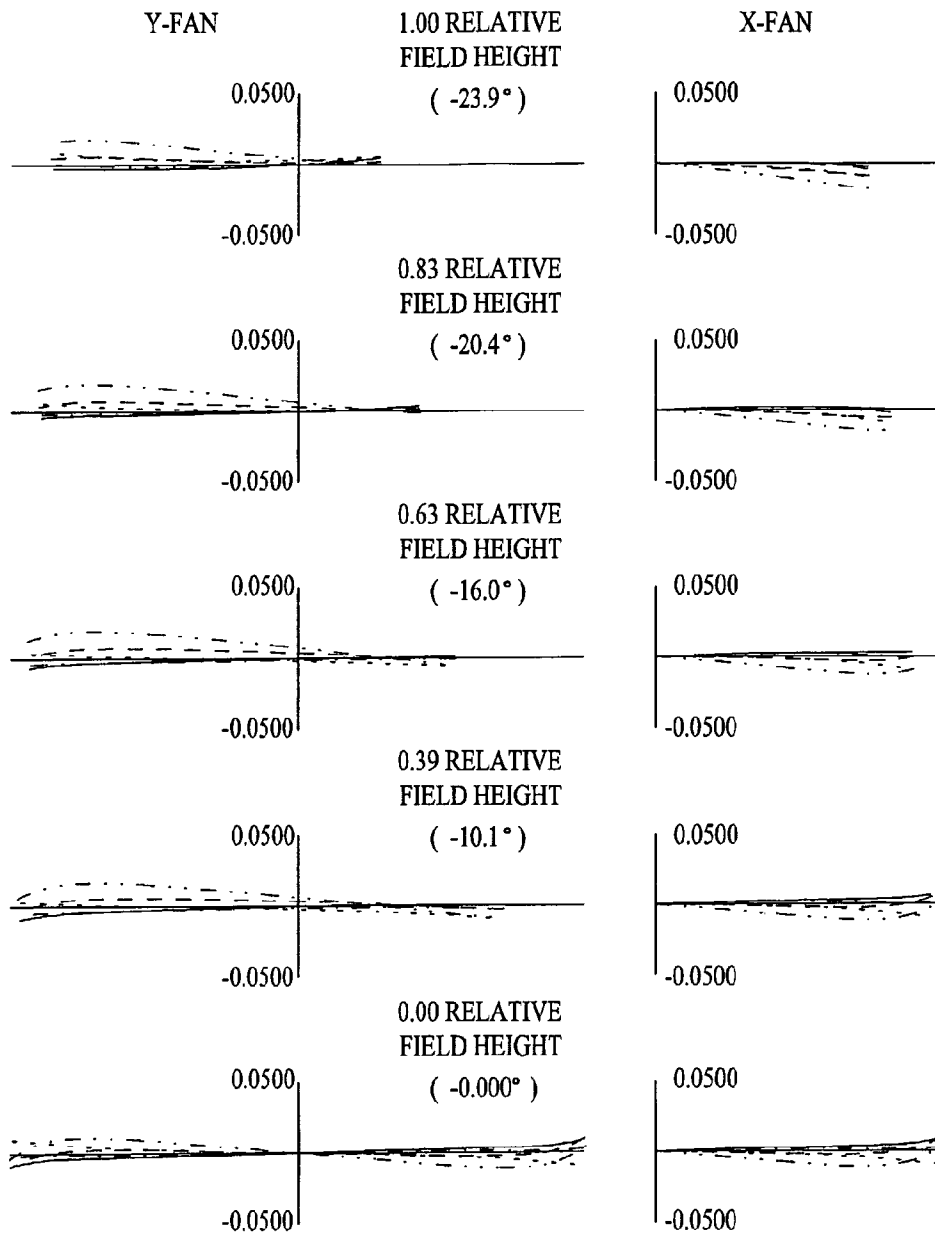 Y-FAN
1.00 RELATIVE
FIELD HEIGHT
( -23.9° )
X-FAN
0.0500
-0.0500
0.0500
-0.0500
0.83 RELATIVE
FIELD HEIGHT
( -20.4° )
0.0500
-0.0500
0.0500
-0.0500
0.63 RELATIVE
FIELD HEIGHT
( -16.0° )
0.0500
-0.0500
0.0500
-0.0500
0.39 RELATIVE
FIELD HEIGHT
( -10.1° )
0.0500
-0.0500
0.0500
-0.0500
0.00 RELATIVE
FIELD HEIGHT
( -0.000° )
0.0500
-0.0500
0.0500
-0.0500